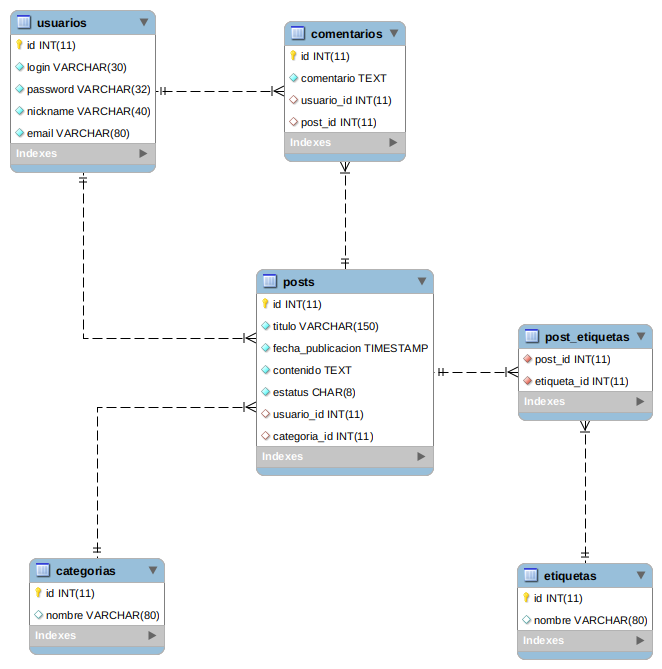 usuarios
id INT(11)
login VARCHAR(30)
password VARCHAR(32)
nickname VARCHAR(40)
email VARCHAR(80)
Indexes
comentarios
id INT(11)
comentario TEXT
usuario_id INT(11)
post_id INT(11)
Indexes
posts
id INT(11)
titulo VARCHAR(150)
fecha_publicacion TIMESTAMP
contenido TEXT
estatus CHAR(8)
usuario_id INT(11)
categoria_id INT(11)
Indexes
post_etiquetas
post_id INT(11)
etiqueta_id INT(11)
Indexes
categorias
id INT(11)
nombre VARCHAR(80)
Indexes
etiquetas
id INT(11)
nombre VARCHAR(80)
Indexes